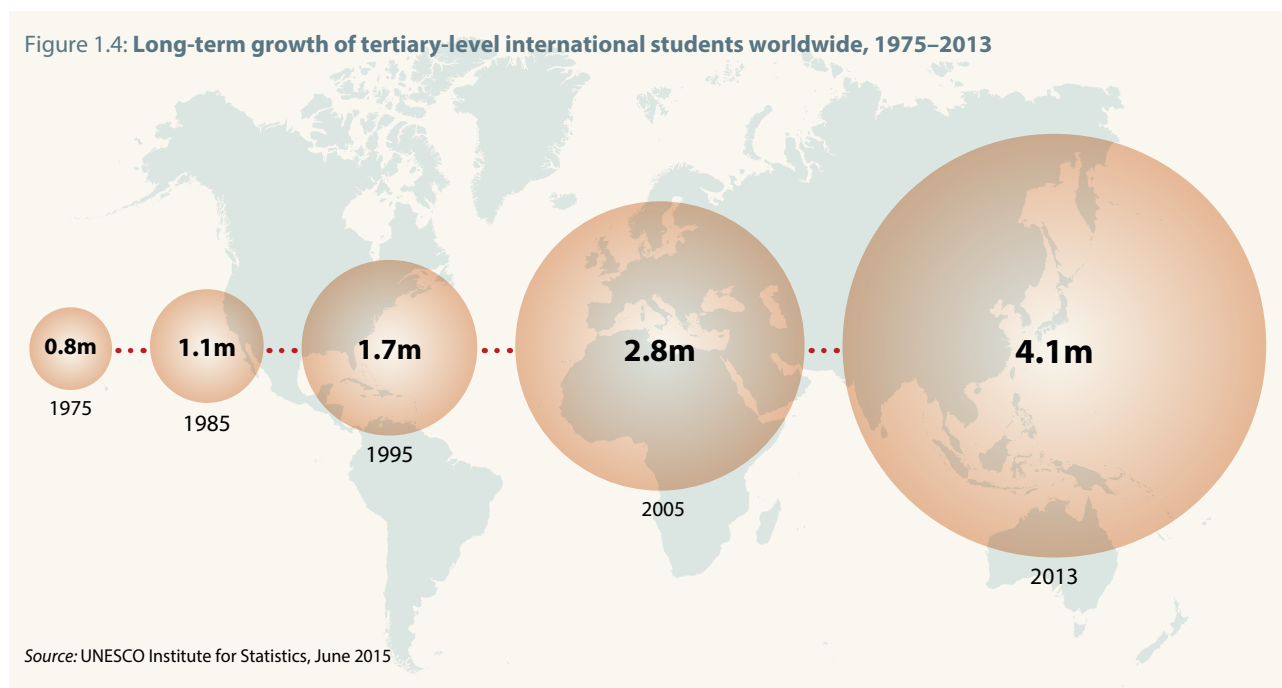 Figure 1.4: Long-term growth of tertiary-level international students worldwide, 1975–2013
0.8m
1975
1.1m
1985
1.7m
1995
2.8m
2005
4.1m
2013
Source: UNESCO Institute for Statistics, June 2015